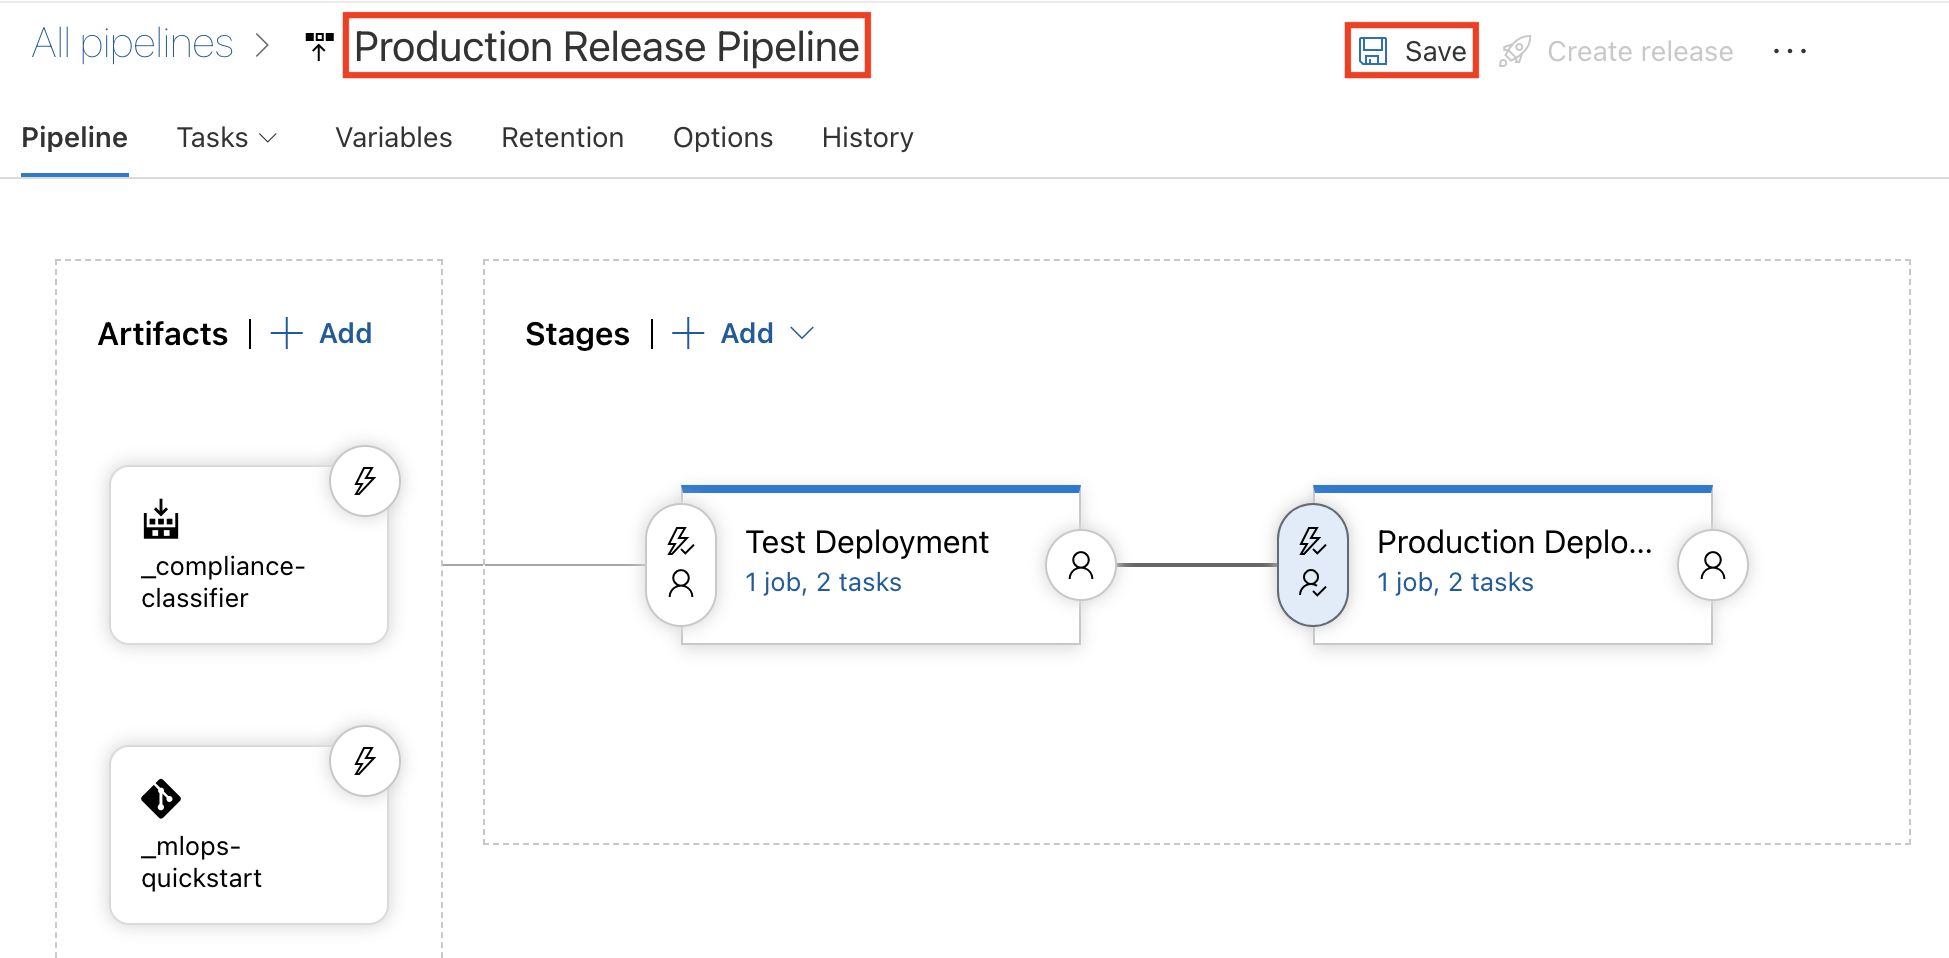 All pipelines > Production Release Pipeline
Save
Create release
...
Pipeline
Tasks
Variables
Retention
Options
History
Artifacts | + Add
Stages | + Add
_compliance-
classifier
Test Deployment
1 job, 2 tasks
Production Deplo...
1 job, 2 tasks
_mlops-
quickstart